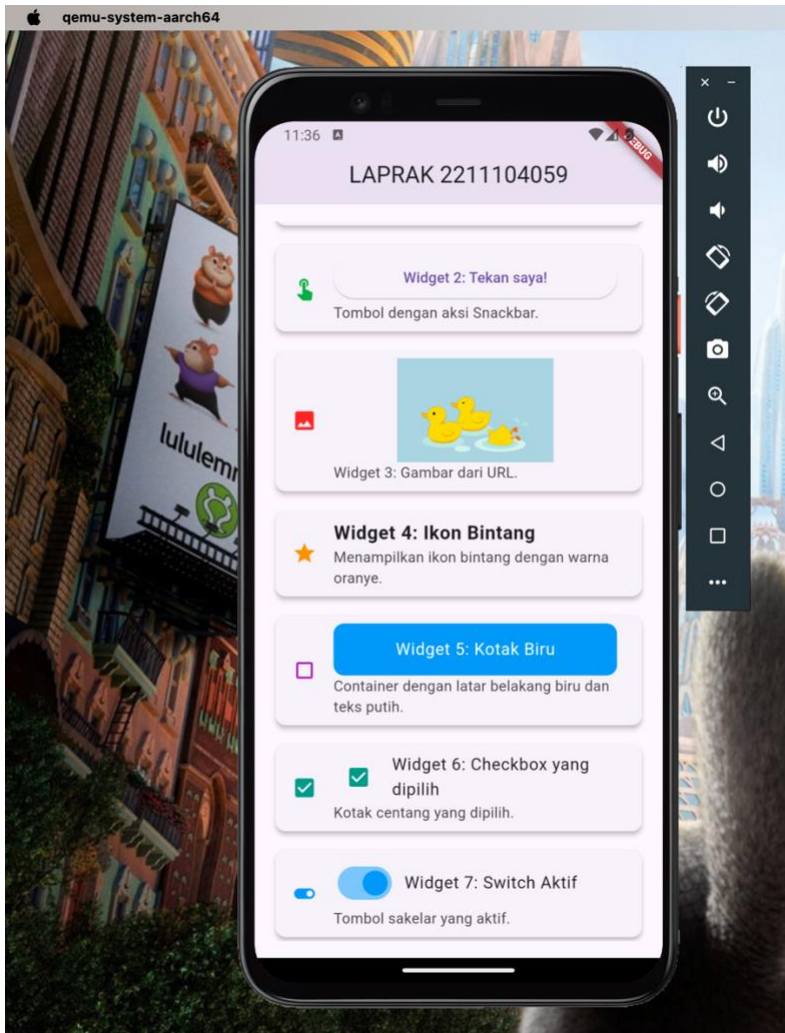 qemu-system-aarch64
11:36
DEBUG
LAPRAK 2211104059
Widget 2: Tekan saya!
Tombol dengan aksi Snackbar.
Widget 3: Gambar dari URL.
Widget 4: Ikon Bintang
Menampilkan ikon bintang dengan warna
oranye.
Widget 5: Kotak Biru
Container dengan latar belakang biru dan
teks putih.
Widget 6: Checkbox yang
dipilih
Kotak centang yang dipilih.
Widget 7: Switch Aktif
Tombol sakelar yang aktif.